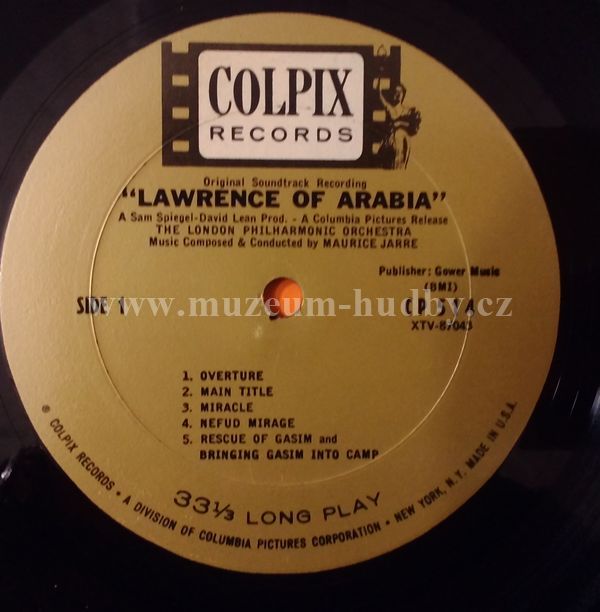 COLPIX
RECORDS
Original Soundtrack Recording
"LAWRENCE OF ARABIA"
A Sam Spiegel-David Lean Prod. - A Columbia Pictures Release
THE LONDON PHILHARMONIC ORCHESTRA
Music Composed & Conducted by MAURICE JARRE
Publisher: Gower Music
(BMI)
SIDE 1
CP 514
XTV-87043
www.muzeum-hudby.cz
1. OVERTURE
2. MAIN TITLE
3. MIRACLE
4. NEFUD MIRAGE
5. RESCUE OF GASIM and
BRINGING GASIM INTO CAMP
33⅓ LONG PLAY
® COLPIX RECORDS • A DIVISION OF COLUMBIA PICTURES CORPORATION • NEW YORK, N.Y. MADE IN U.S.A.